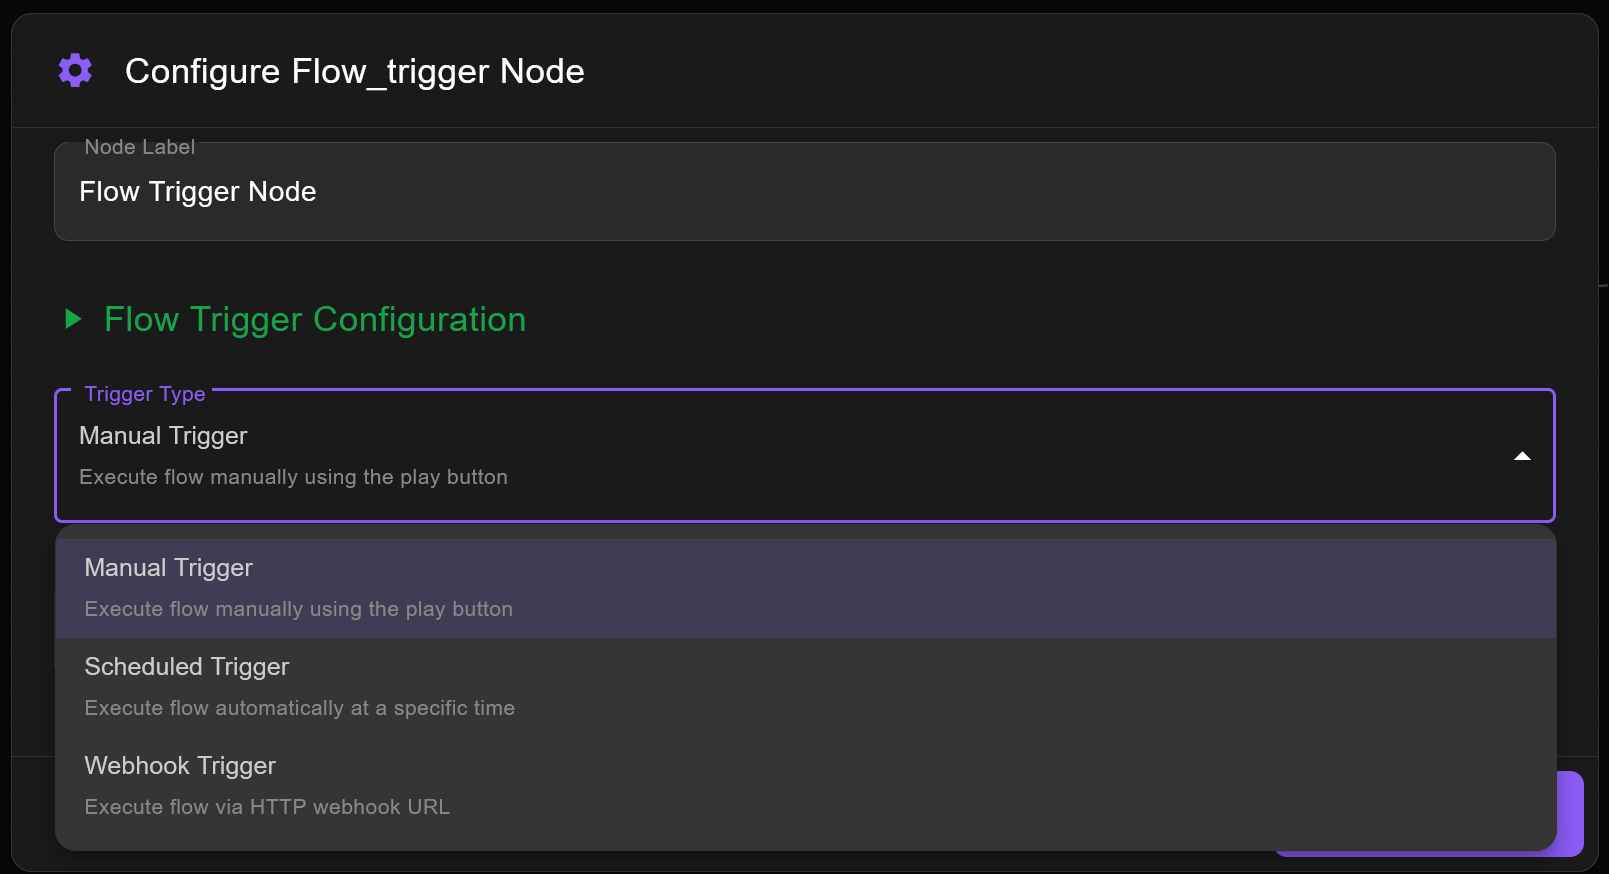 Configure Flow_trigger Node
Node Label
Flow Trigger Node
Flow Trigger Configuration
Trigger Type
Manual Trigger
Execute flow manually using the play button
Manual Trigger
Execute flow manually using the play button
Scheduled Trigger
Execute flow automatically at a specific time
Webhook Trigger
Execute flow via HTTP webhook URL